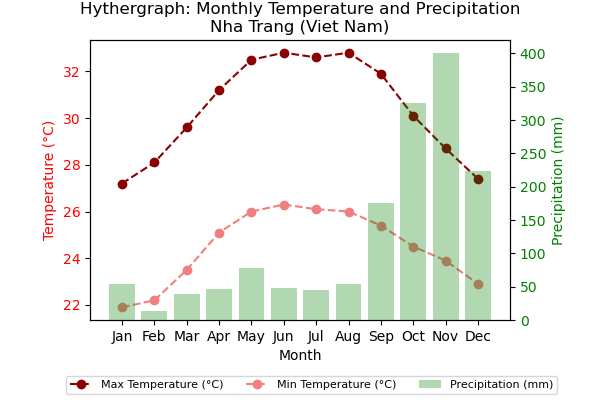 Hythergraph: Monthly Temperature and Precipitation
Nha Trang (Viet Nam)
Temperature (°C)
32
30
28
26
24
22
400
350
300
250
200
150
100
50
0
Precipitation (mm)
Jan Feb Mar Apr May Jun Jul Aug Sep Oct Nov Dec
Month
Max Temperature (°C) Min Temperature (°C) Precipitation (mm)